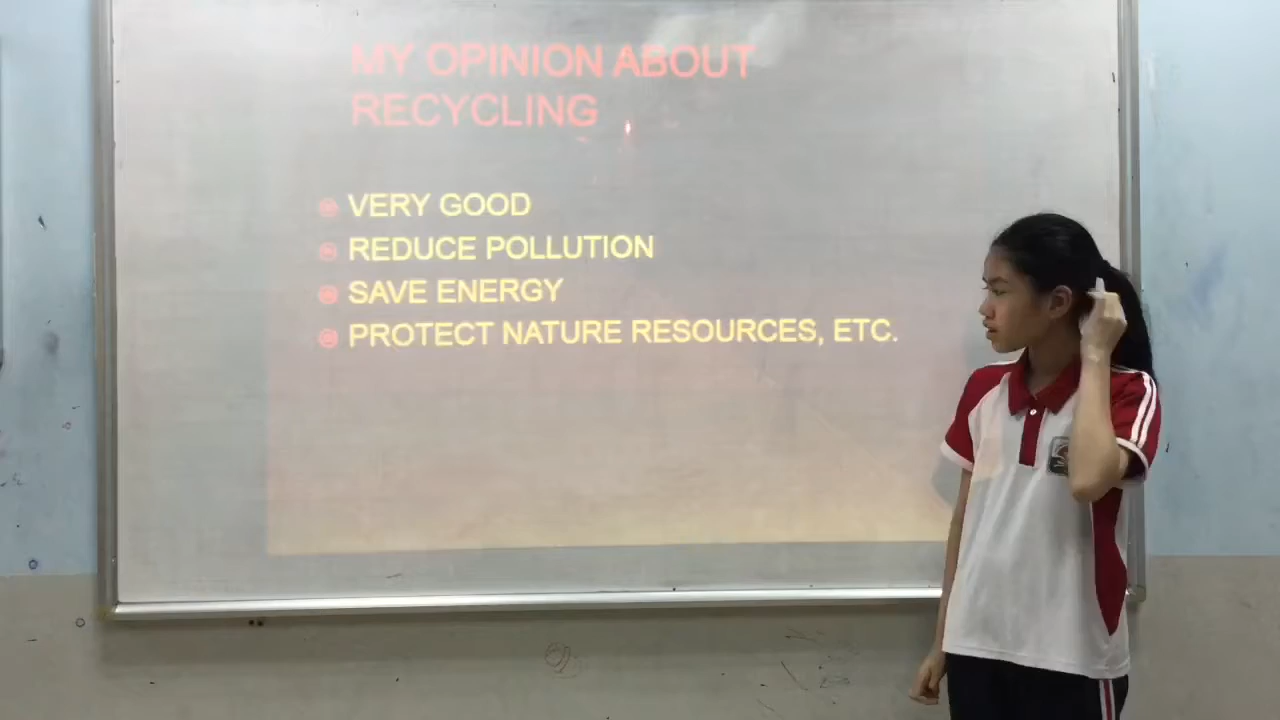 MY OPINION ABOUT
RECYCLING
VERY GOOD
REDUCE POLLUTION
SAVE ENERGY
PROTECT NATURE RESOURCES, ETC.